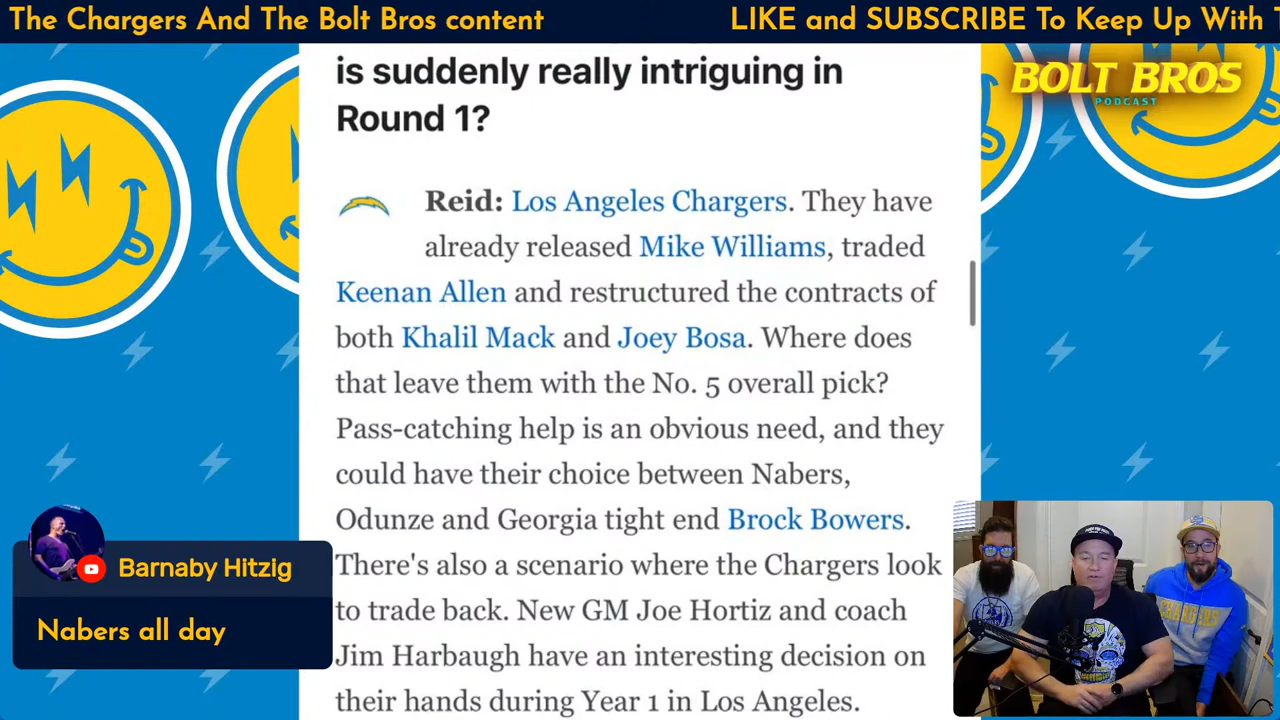 The Chargers And The Bolt Bros content
LIKE and SUBSCRIBE To Keep Up With T
BOLT BROS
PODCAST
is suddenly really intriguing in
Round 1?
Reid: Los Angeles Chargers. They have
already released Mike Williams, traded
Keenan Allen and restructured the contracts of
both Khalil Mack and Joey Bosa. Where does
that leave them with the No. 5 overall pick?
Pass-catching help is an obvious need, and they
could have their choice between Nabers,
Odunze and Georgia tight end Brock Bowers.
There's also a scenario where the Chargers look
to trade back. New GM Joe Hortiz and coach
Jim Harbaugh have an interesting decision on
their hands during Year 1 in Los Angeles.
Barnaby Hitzig
Nabers all day
CHARGERS